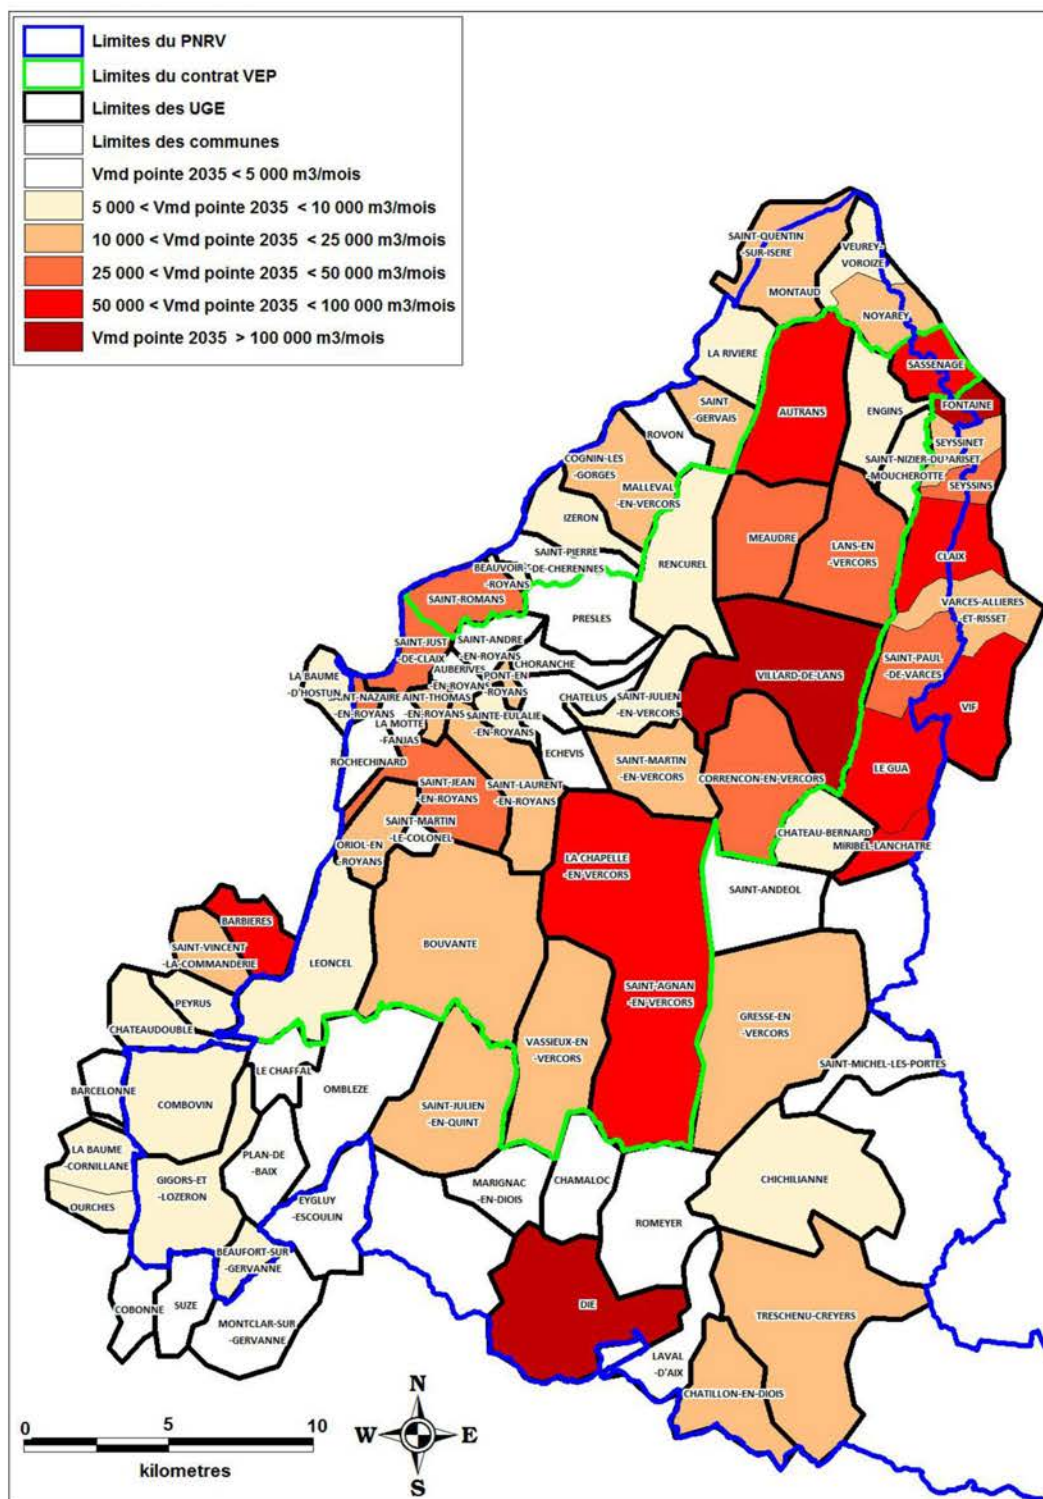 Limites du PNRV
Limites du contrat VEP
Limites des UGE
Limites des communes
Vmd pointe 2035 < 5 000 m3/mois
5 000 < Vmd pointe 2035 < 10 000 m3/mois
10 000 < Vmd pointe 2035 < 25 000 m3/mois
25 000 < Vmd pointe 2035 < 50 000 m3/mois
50 000 < Vmd pointe 2035 < 100 000 m3/mois
Vmd pointe 2035 > 100 000 m3/mois
SAINT-QUENTIN
-SUR-ISERE
VEUREY-
VOROIZE
MONTAUD
NOYAREY
LA RIVIERE
SASSENAGE
SAINT
-GERVAIS
AUTRANS
ENGINS
FONTAINE
ROVON
SEYSSINET
-PARISET
SAINT-NIZIER-DU
-MOUCHEROTTE
COGNIN-LES
-GORGES
MALLEVAL
-EN-VERCORS
SEYSSINS
IZERON
MEAUDRE
LANS-EN
-VERCORS
CLAIX
SAINT-PIERRE
-DE-CHERENNES
BEAUVOIR-
-ROYANS
RENCUREL
SAINT-ROMANS
VARCES-ALLIERES
-ET-RISSET
PRESLES
SAINT-JUST
-DE-CLAIX
SAINT-ANDRE
-EN-ROYANS
SAINT-PAUL
-DE-VARCES
CHORANCHE
AUBERIVES
-EN-ROYANS
PONT-EN
-ROYANS
LA BAUME
-D'HOSTUN
VILLARD-DE-LANS
CHATELUS
SAINT-JULIEN
-EN-VERCORS
SAINT-NAZAIRE
-EN-ROYANS
AINT-THOMAS
-EN-ROYANS
VIF
SAINTE-EULALIE
-EN-ROYANS
LA MOTTE
-FANJAS
ECHEVIS
ROCHECHINARD
SAINT-MARTIN
-EN-VERCORS
LE GUA
CORRENCON-EN-VERCORS
SAINT-JEAN
-EN-ROYANS
SAINT-LAURENT
-EN-ROYANS
SAINT-MARTIN
-LE-COLONEL
CHATEAU-BERNARD
MIRIBEL-LANCHATRE
ORIOL-EN
-ROYANS
LA CHAPELLE
-EN-VERCORS
SAINT-ANDEOL
BARBIERES
BOUVANTE
SAINT-VINCENT
-LA-COMMANDERIE
LEONCEL
SAINT-AGNAN
-EN-VERCORS
PEYRUS
CHATEAUDOUBLE
GRESSE-EN
-VERCORS
VASSIEUX-EN
-VERCORS
SAINT-MICHEL-LES-PORTES
LE CHAFFAL
BARCELONNE
OMBLEZE
COMBOVIN
SAINT-JULIEN
-EN-QUINT
LA BAUME
-CORNILLANE
PLAN-DE-
-BAIX
CHICHILIANNE
GIGORS-ET
-LOZERON
MARIGNAC
-EN-DIOIS
CHAMALOC
OURCHES
EYGLUY
-ESCOULIN
ROMEYER
BEAUFORT-SUR
-GERVANNE
COBONNE
SUZE
DIE
TRESCHENU-CREYERS
MONTCLAR-SUR-
-GERVANNE
LAVAL
-D'AIX
CHATILLON-EN-DIOIS
0 5 10
kilometres
N
W E
S